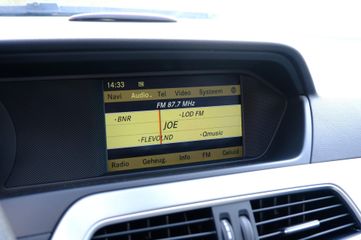 14:33
Navi Audio Tel Video Systeem
FM 87.7 MHz
BNR LOD FM
JOE
FLEVOLND Qmusic
Radio Geheug. Info FM Geluid